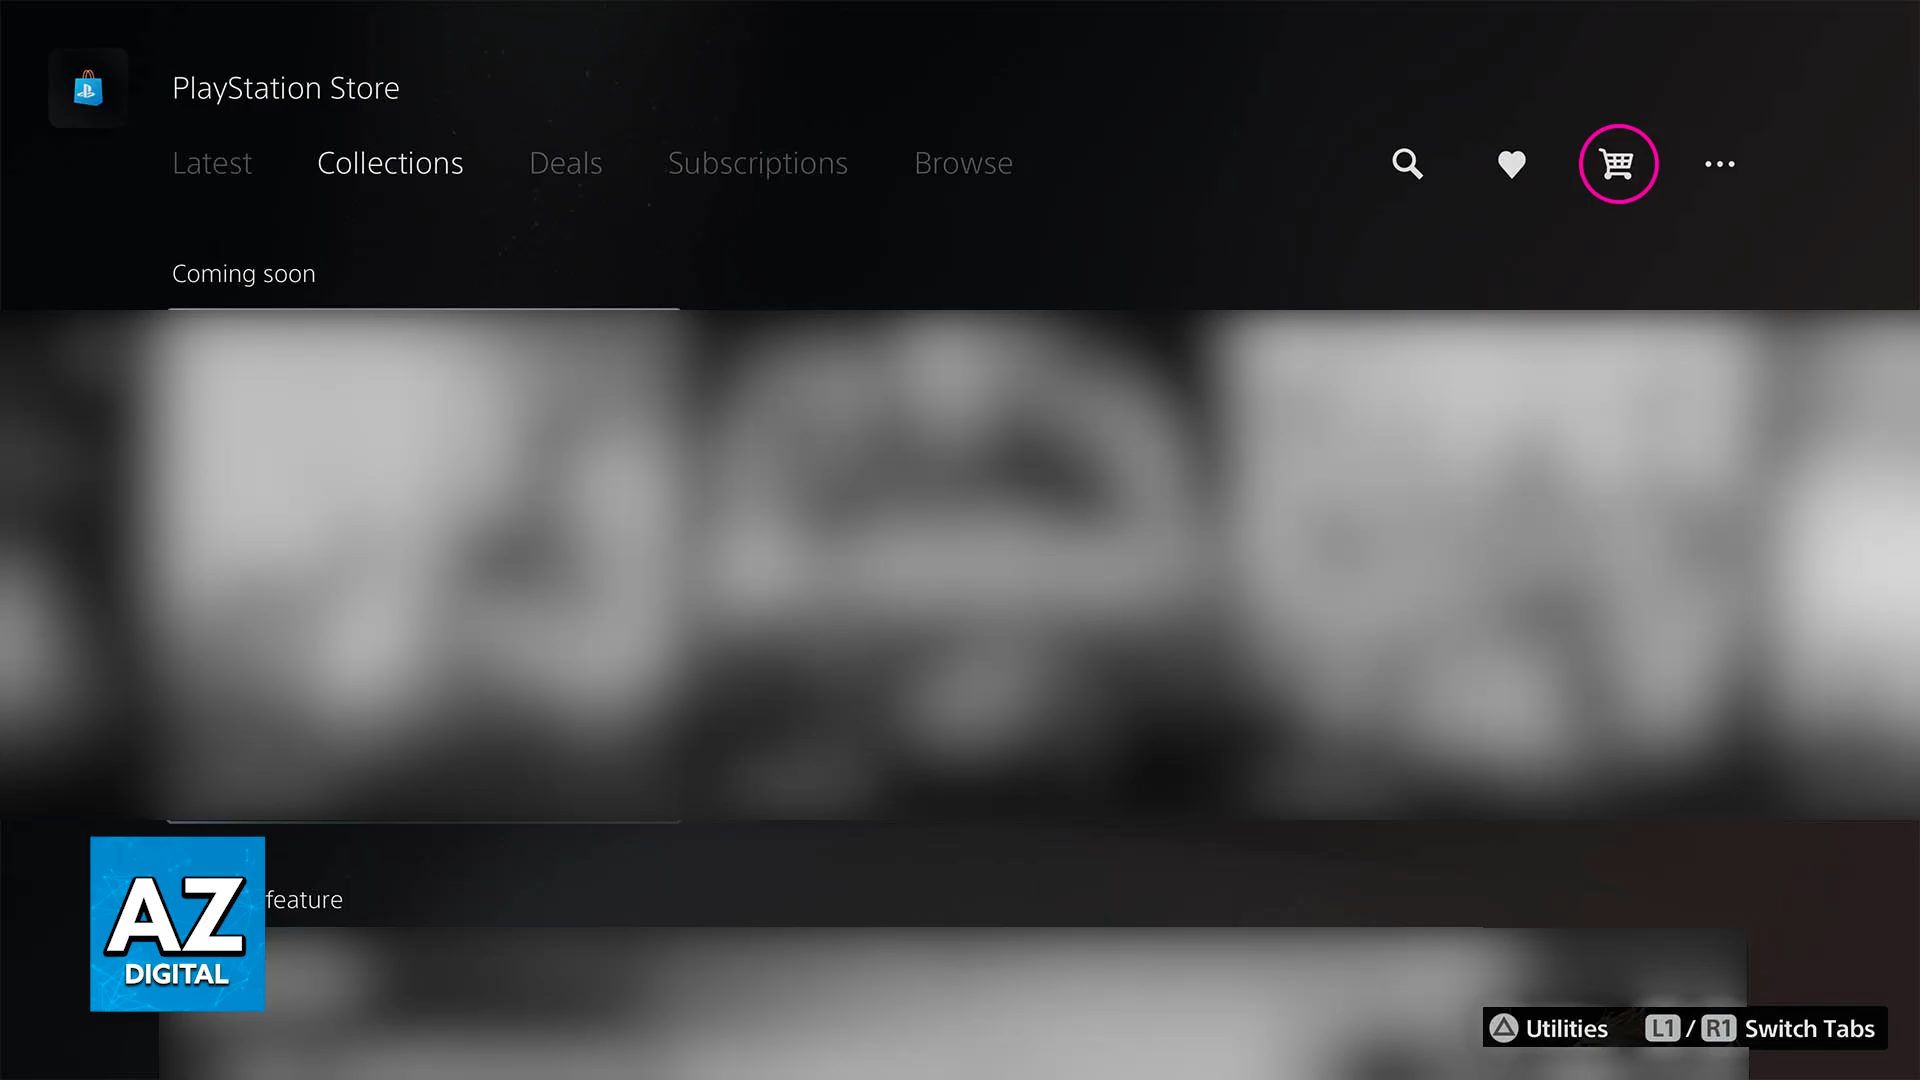 PlayStation Store
Latest Collections Deals Subscriptions Browse
Coming soon
feature
AZ
DIGITAL
Utilities L1 / R1 Switch Tabs